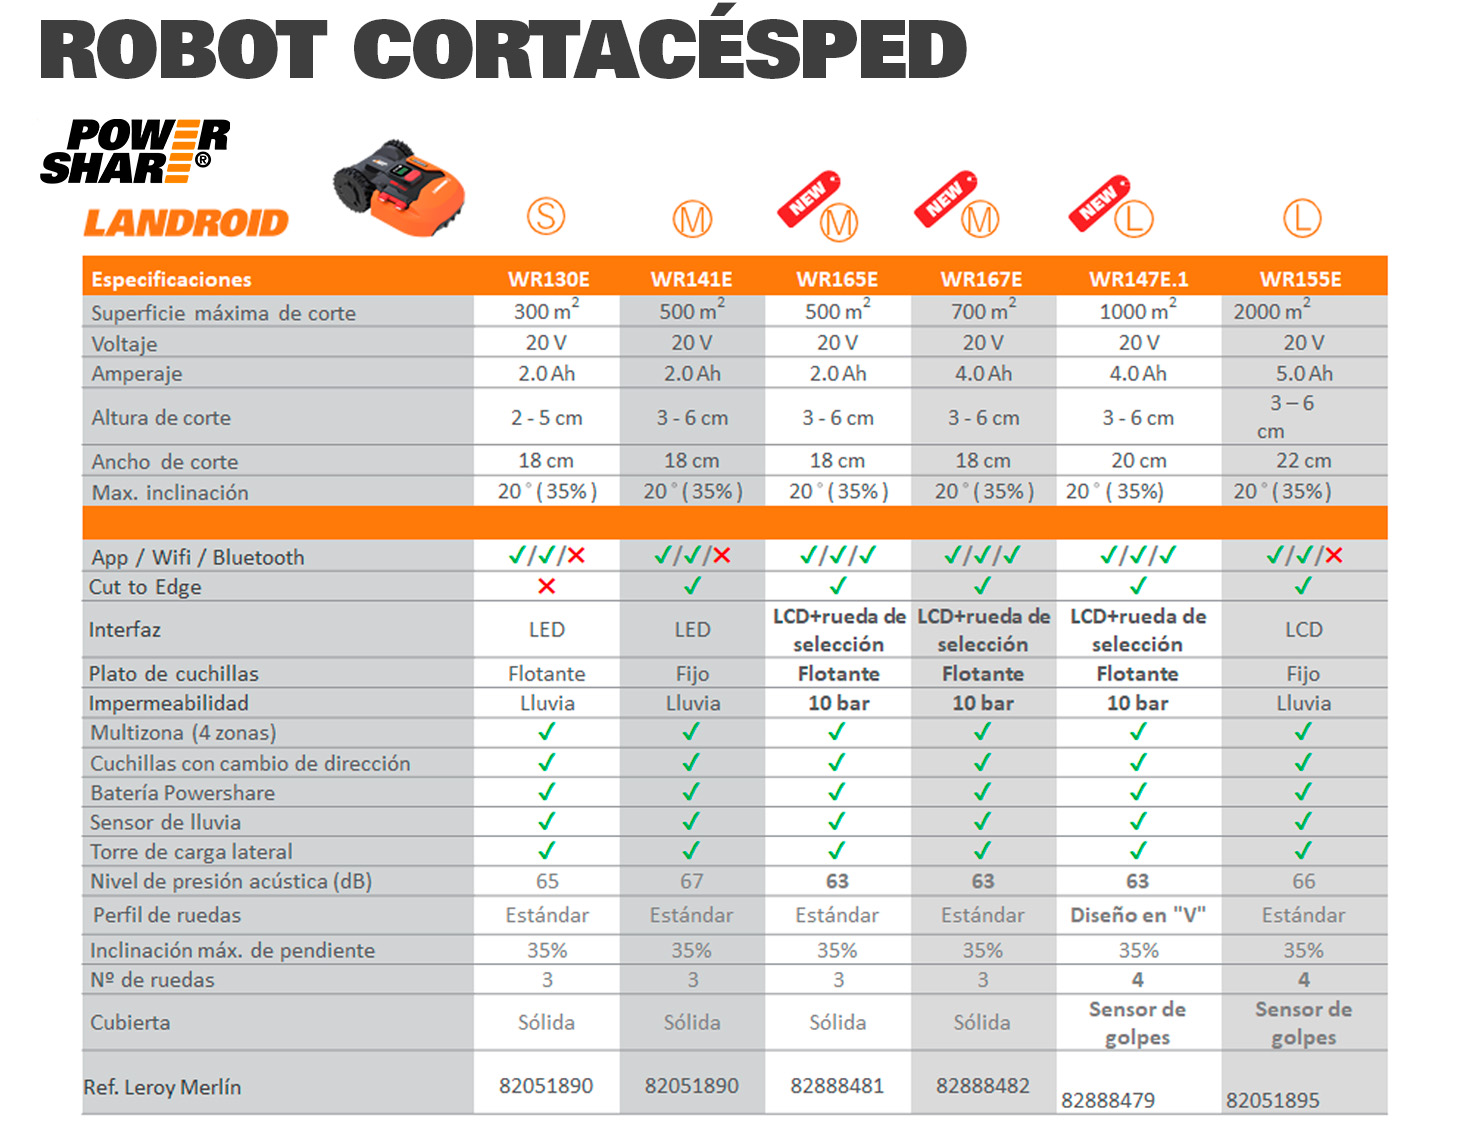 ROBOT CORTACÉSPED
POWER
SHARE®
LANDROID
S M NEW M NEW M NEW L L
Especificaciones WR130E WR141E WR165E WR167E WR147E.1 WR155E
Superficie máxima de corte 300 m² 500 m² 500 m² 700 m² 1000 m² 2000 m²
Voltaje 20 V 20 V 20 V 20 V 20 V 20 V
Amperaje 2.0 Ah 2.0 Ah 2.0 Ah 4.0 Ah 4.0 Ah 5.0 Ah
Altura de corte 2 - 5 cm 3 - 6 cm 3 - 6 cm 3 - 6 cm 3 - 6 cm 3 – 6
cm
Ancho de corte 18 cm 18 cm 18 cm 18 cm 20 cm 22 cm
Max. inclinación 20 ° ( 35% ) 20 ° ( 35% ) 20 ° ( 35% ) 20 ° ( 35% ) 20 ° ( 35%) 20 ° ( 35%)
App / Wifi / Bluetooth ✓/✓/✕ ✓/✓/✕ ✓/✓/✓ ✓/✓/✓ ✓/✓/✓ ✓/✓/✕
Cut to Edge ✕ ✓ ✓ ✓ ✓ ✓
Interfaz LED LED LCD+rueda de selección LCD+rueda de selección LCD+rueda de selección LCD
Plato de cuchillas Flotante Fijo Flotante Flotante Flotante Fijo
Impermeabilidad Lluvia Lluvia 10 bar 10 bar 10 bar Lluvia
Multizona (4 zonas) ✓ ✓ ✓ ✓ ✓ ✓
Cuchillas con cambio de dirección ✓ ✓ ✓ ✓ ✓ ✓
Batería Powershare ✓ ✓ ✓ ✓ ✓ ✓
Sensor de lluvia ✓ ✓ ✓ ✓ ✓ ✓
Torre de carga lateral ✓ ✓ ✓ ✓ ✓ ✓
Nivel de presión acústica (dB) 65 67 63 63 63 66
Perfil de ruedas Estándar Estándar Estándar Estándar Diseño en "V" Estándar
Inclinación máx. de pendiente 35% 35% 35% 35% 35% 35%
Nº de ruedas 3 3 3 3 4 4
Cubierta Sólida Sólida Sólida Sólida Sensor de golpes Sensor de golpes
Ref. Leroy Merlín 82051890 82051890 82888481 82888482 82888479 82051895